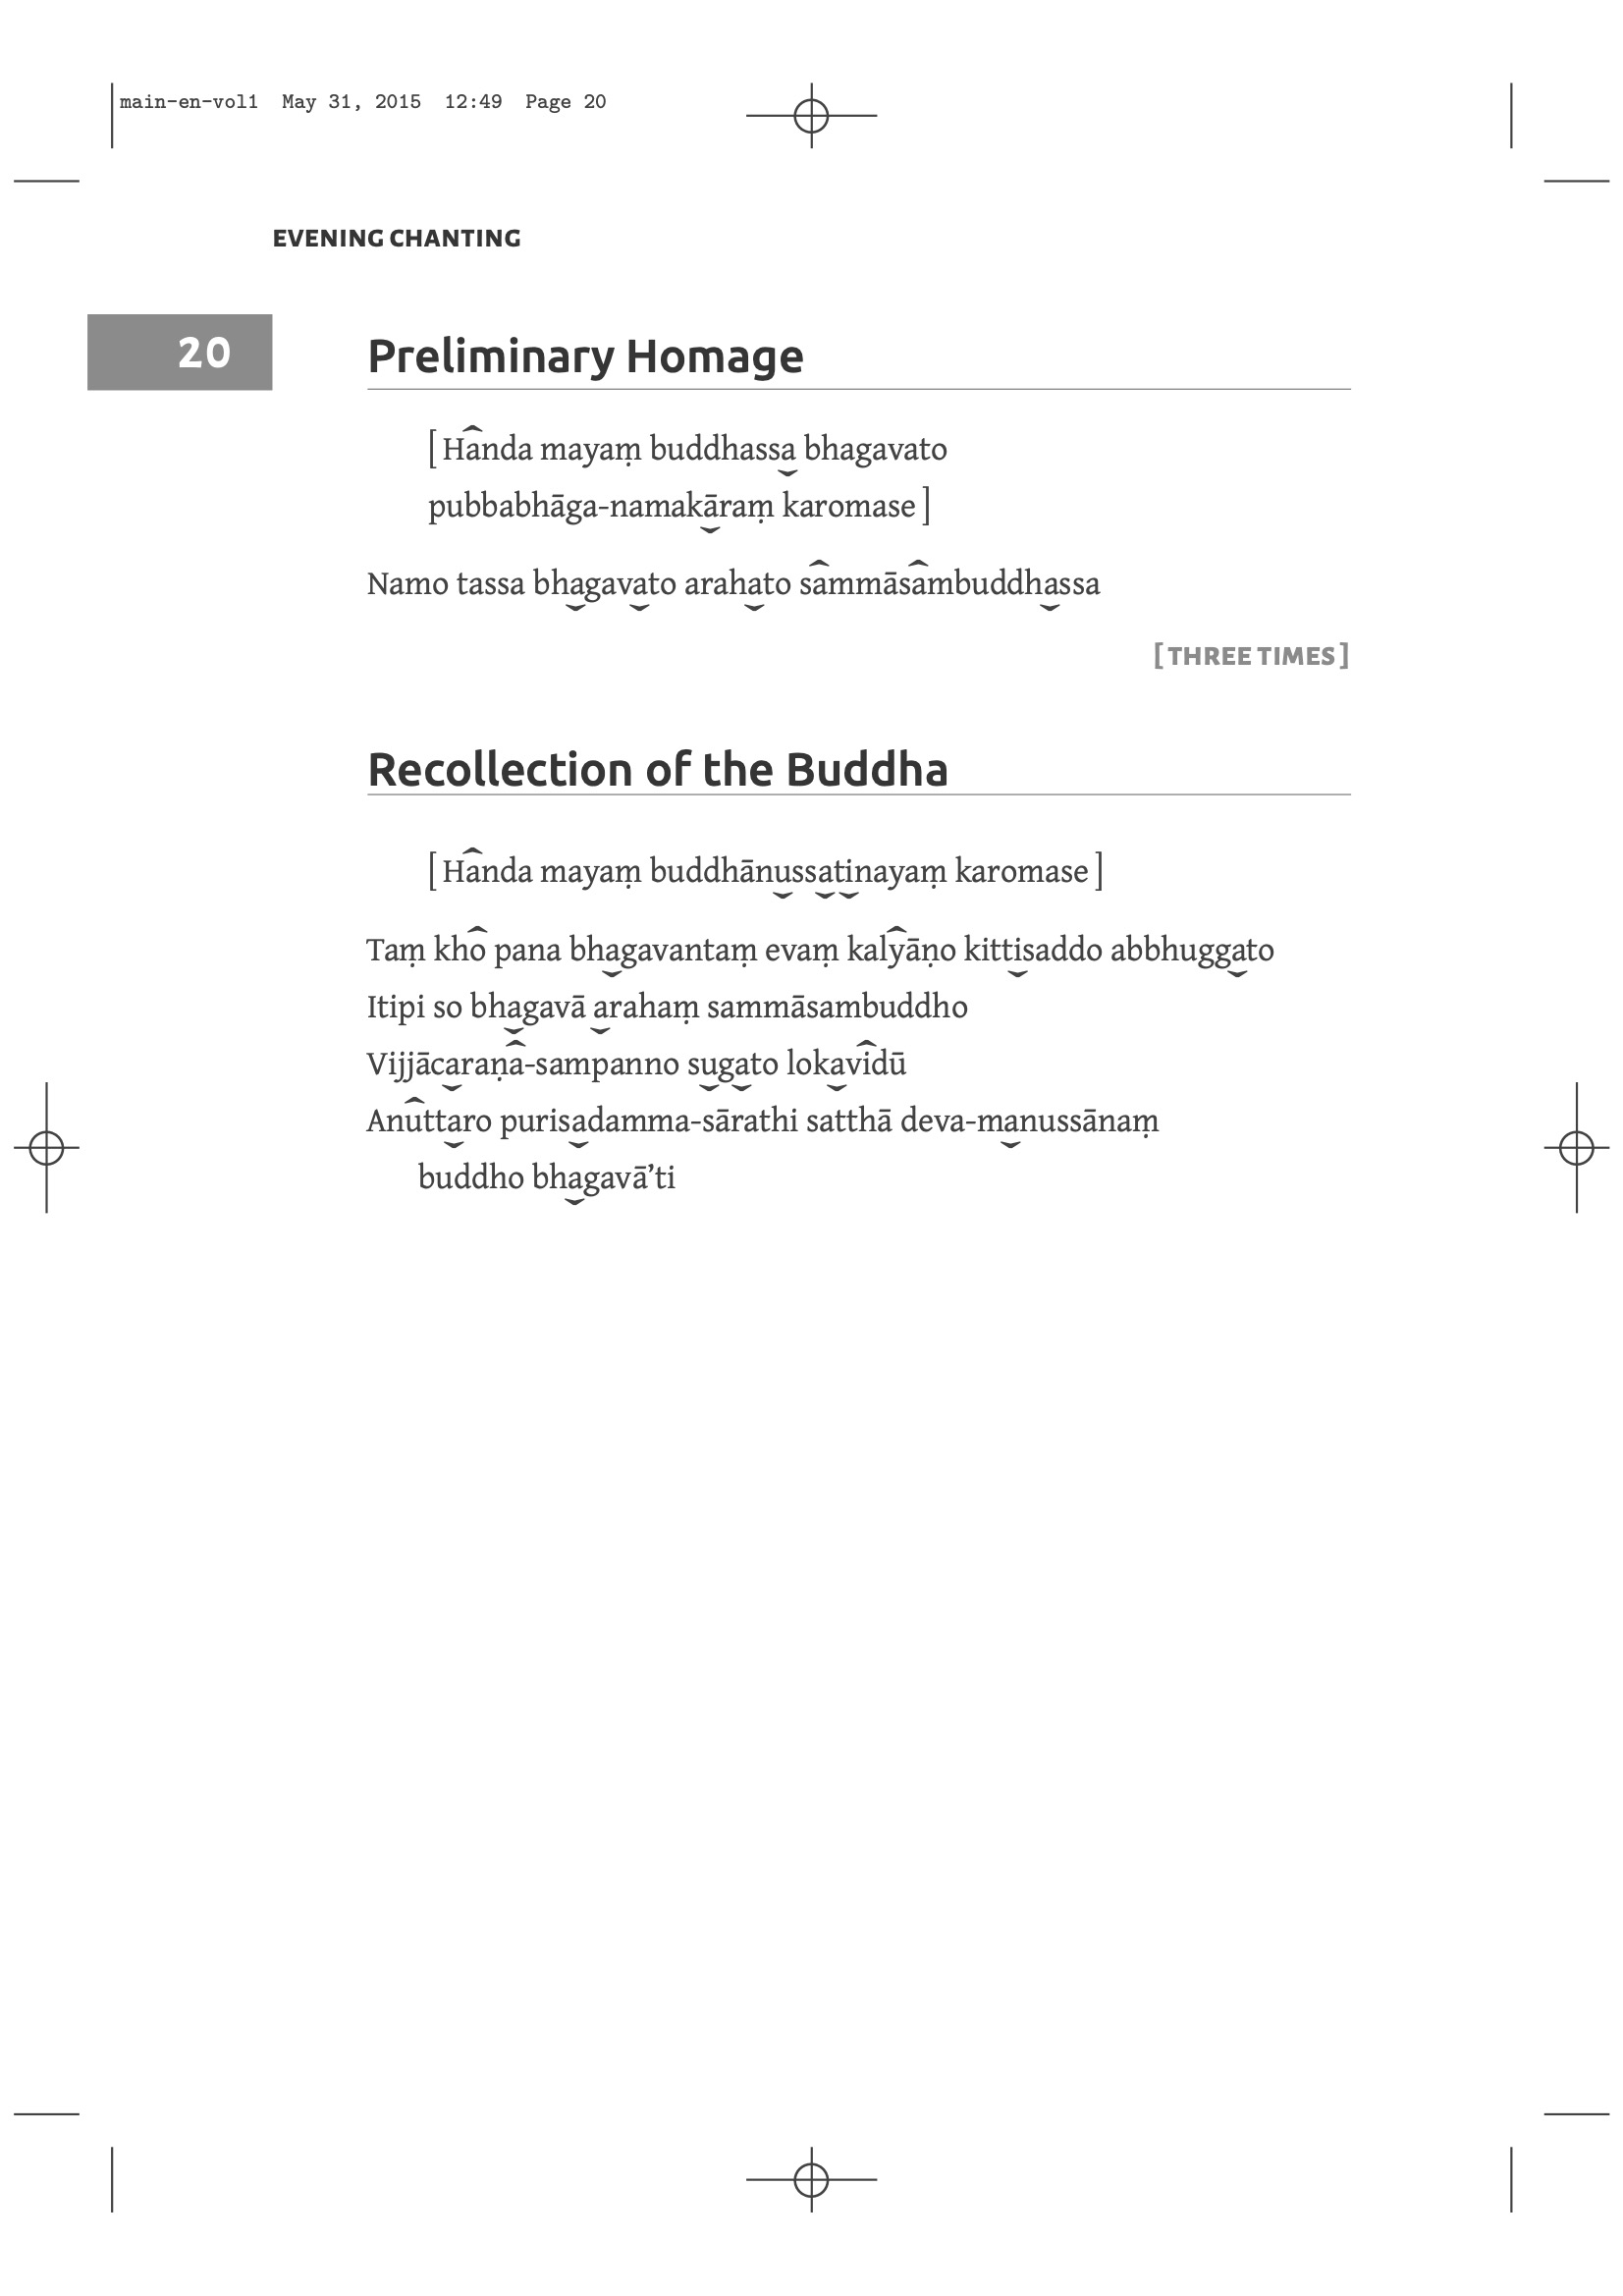 main-en-vol1 May 31, 2015 12:49 Page 20
EVENING CHANTING
20
Preliminary Homage
[ Handa mayaṃ buddhassa bhagavato
pubbabhāga-namakāraṃ karomase ]
Namo tassa bhagavato arahato sammāsambuddhassa
[ THREE TIMES ]
Recollection of the Buddha
[ Handa mayaṃ buddhānussatinayaṃ karomase ]
Taṃ kho pana bhagavantaṃ evaṃ kalyāṇo kittisaddo abbhuggato
Itipi so bhagavā arahaṃ sammāsambuddho
Vijjācaraṇa-sampanno sugato lokavidū
Anuttaro purisadamma-sārathi satthā deva-manussānaṃ
buddho bhagavā’ti